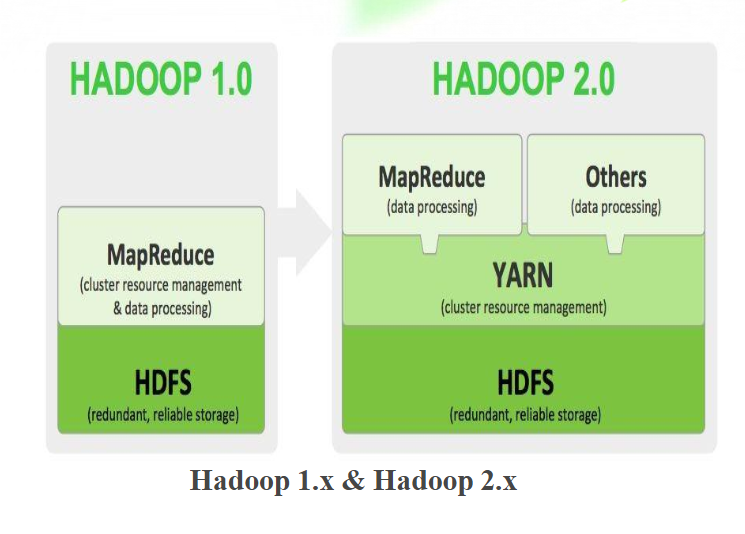 HADOOP 1.0
MapReduce
(cluster resource management
& data processing)
HDFS
(redundant, reliable storage)
HADOOP 2.0
MapReduce
(data processing)
Others
(data processing)
YARN
(cluster resource management)
HDFS
(redundant, reliable storage)
Hadoop 1.x & Hadoop 2.x